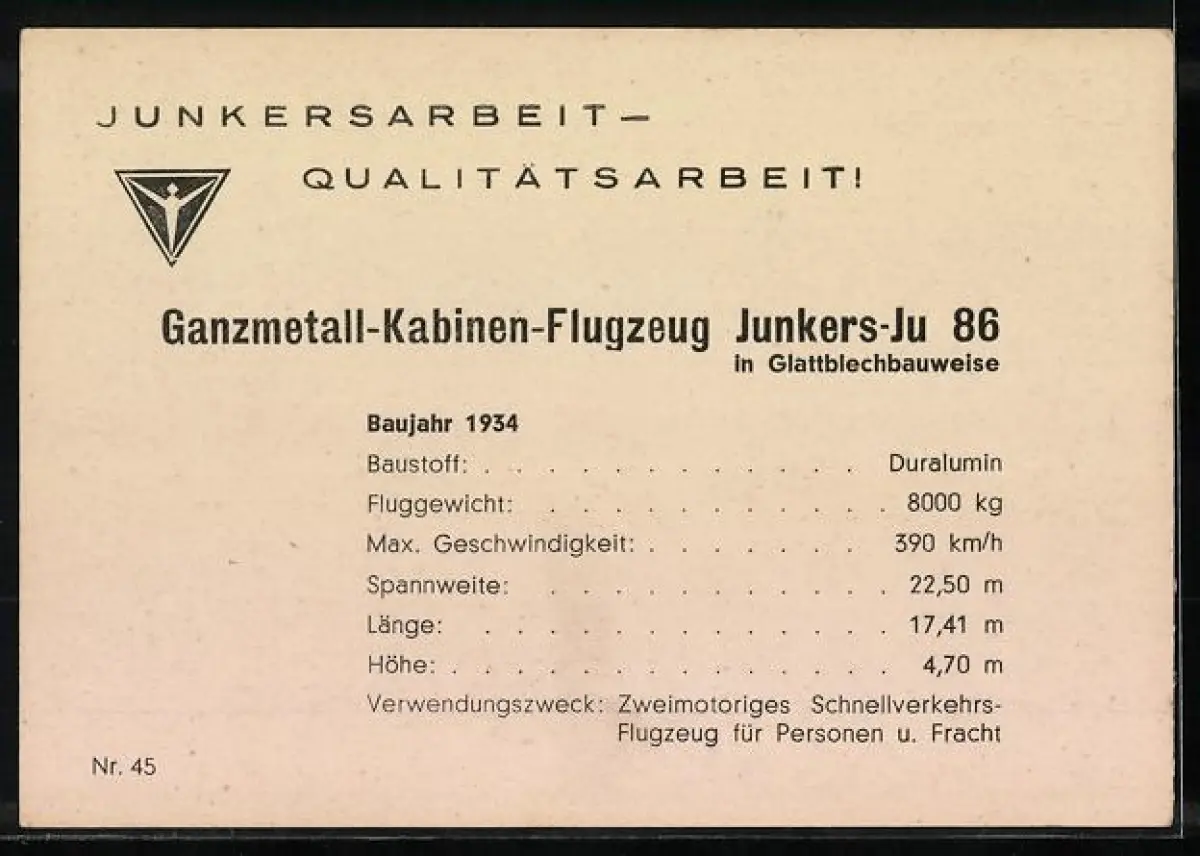 JUNKERSARBEIT—
QUALITÄTSARBEIT!
Ganzmetall-Kabinen-Flugzeug Junkers-Ju 86
in Glattblechbauweise
Baujahr 1934
Baustoff: . . . . . . . . . . . . Duralumin
Fluggewicht: . . . . . . . . . . . 8000 kg
Max. Geschwindigkeit: . . . . . . . 390 km/h
Spannweite: . . . . . . . . . . . 22,50 m
Länge: . . . . . . . . . . . . . 17,41 m
Höhe: . . . . . . . . . . . . . . 4,70 m
Verwendungszweck: Zweimotoriges Schnellverkehrs-
Flugzeug für Personen u. Fracht
Nr. 45